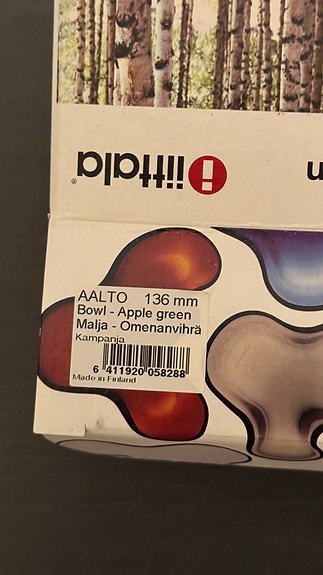 iittala
®
AALTO 136 mm
Bowl - Apple green
Malja - Omenanvihrä
Kampanja
6 411920 058288
Made in Finland